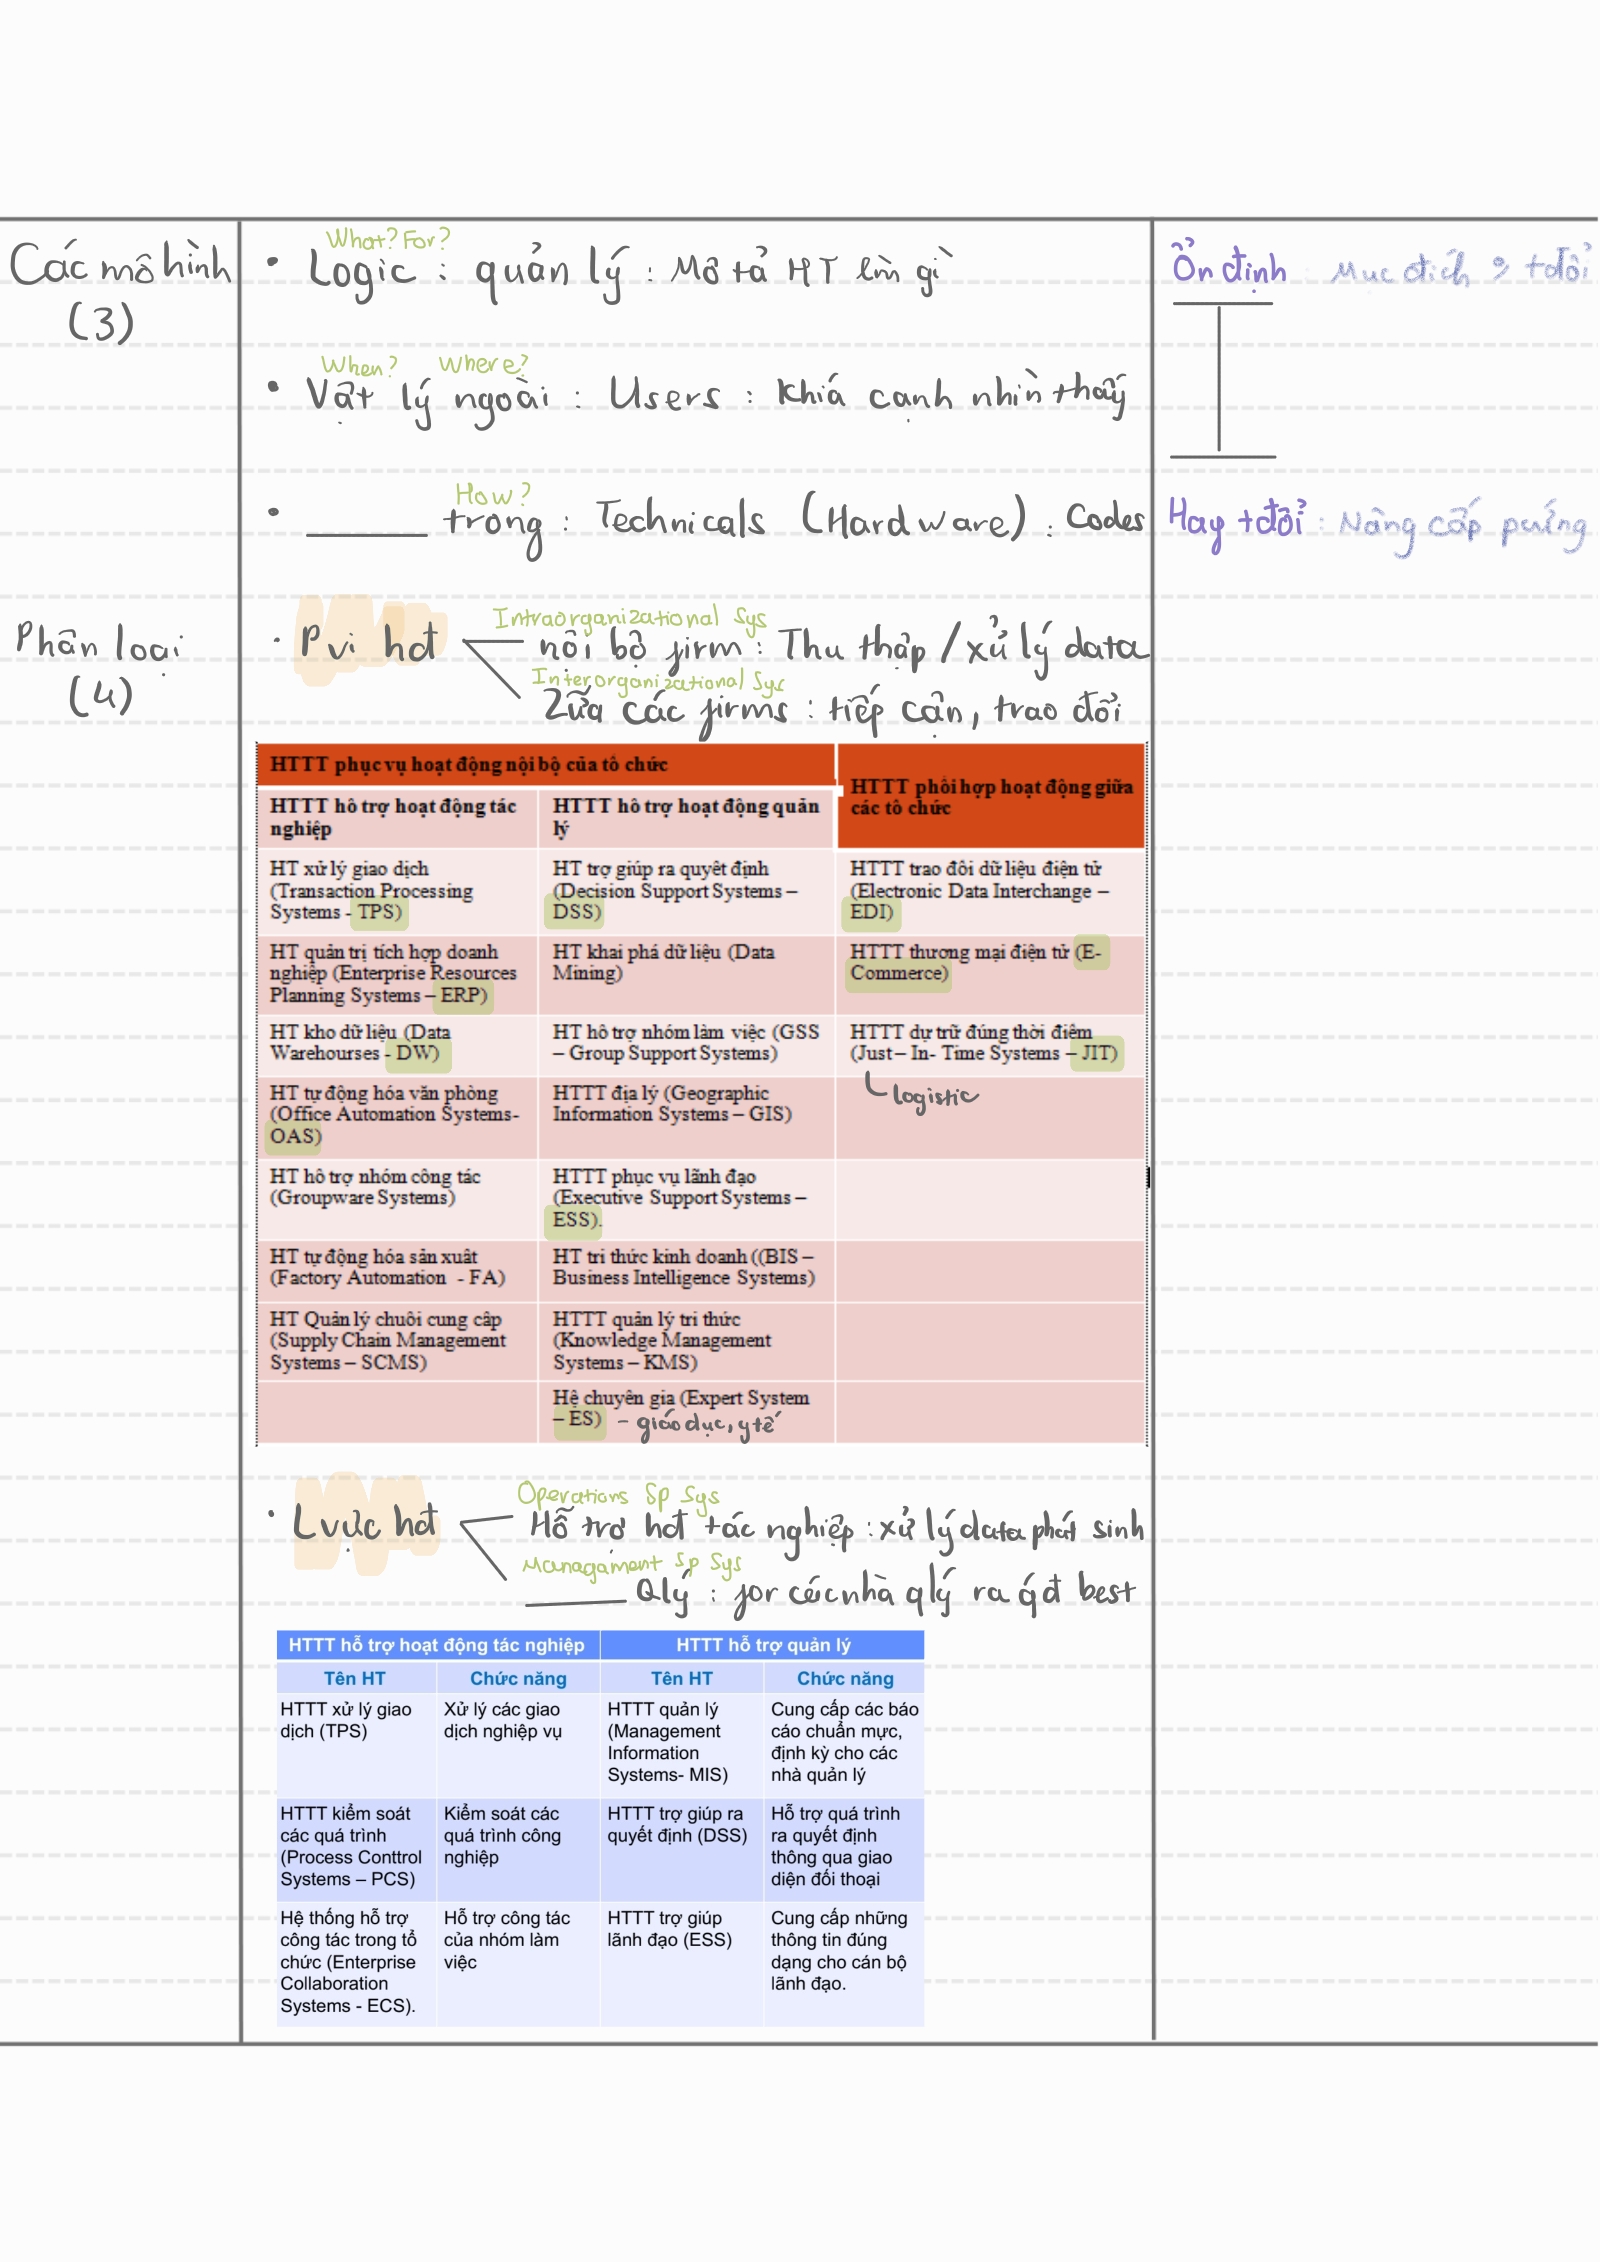 Các mô hình
(3)
What? For?
• Logic : quản lý : Mô tả HT làm gì
Ổn định : Mục đích 0 tđổi
When? Where?
• Vật lý ngoài : Users : Khía cạnh nhìn thấy
How?
• ____ trong : Technicals (Hardware) : Codes
Hay tđổi : Nâng cấp pứng
Phân loại
(4)
Intraorganizational Sys
• Pvi hđ
nội bộ firm : Thu thập / xử lý data
Interorganizational Sys
Zữa các firms : tiếp cận, trao đổi
HTTT phục vụ hoạt động nội bộ của tổ chức
HTTT phối hợp hoạt động giữa
các tổ chức
HTTT hỗ trợ hoạt động tác
nghiệp
HTTT hỗ trợ hoạt động quản
lý
HT xử lý giao dịch
(Transaction Processing
Systems - TPS)
HT trợ giúp ra quyết định
(Decision Support Systems –
DSS)
HTTT trao đổi dữ liệu điện tử
(Electronic Data Interchange –
EDI)
HT quản trị tích hợp doanh
nghiệp (Enterprise Resources
Planning Systems – ERP)
HT khai phá dữ liệu (Data
Mining)
HTTT thương mại điện tử (E-
Commerce)
HT kho dữ liệu (Data
Warehourses - DW)
HT hỗ trợ nhóm làm việc (GSS
– Group Support Systems)
HTTT dự trữ đúng thời điểm
(Just – In- Time Systems – JIT)
logistic
HT tự động hóa văn phòng
(Office Automation Systems-
OAS)
HTTT địa lý (Geographic
Information Systems – GIS)
HT hỗ trợ nhóm công tác
(Groupware Systems)
HTTT phục vụ lãnh đạo
(Executive Support Systems –
ESS).
HT tự động hóa sản xuất
(Factory Automation - FA)
HT tri thức kinh doanh ((BIS –
Business Intelligence Systems)
HT Quản lý chuỗi cung cấp
(Supply Chain Management
Systems – SCMS)
HTTT quản lý tri thức
(Knowledge Management
Systems – KMS)
Hệ chuyên gia (Expert System
– ES) - giáo dục, y tế
Operations Sp Sys
• Lvực hđ
Hỗ trợ hđ tác nghiệp : xử lý data phát sinh
Managament Sp Sys
____ Qlý : for các nhà qlý ra qđ best
HTTT hỗ trợ hoạt động tác nghiệp
HTTT hỗ trợ quản lý
Tên HT
Chức năng
Tên HT
Chức năng
HTTT xử lý giao
dịch (TPS)
Xử lý các giao
dịch nghiệp vụ
HTTT quản lý
(Management
Information
Systems- MIS)
Cung cấp các báo
cáo chuẩn mực,
định kỳ cho các
nhà quản lý
HTTT kiểm soát
các quá trình
(Process Conttrol
Systems – PCS)
Kiểm soát các
quá trình công
nghiệp
HTTT trợ giúp ra
quyết định (DSS)
Hỗ trợ quá trình
ra quyết định
thông qua giao
diện đối thoại
Hệ thống hỗ trợ
công tác trong tổ
chức (Enterprise
Collaboration
Systems - ECS).
Hỗ trợ công tác
của nhóm làm
việc
HTTT trợ giúp
lãnh đạo (ESS)
Cung cấp những
thông tin đúng
dạng cho cán bộ
lãnh đạo.